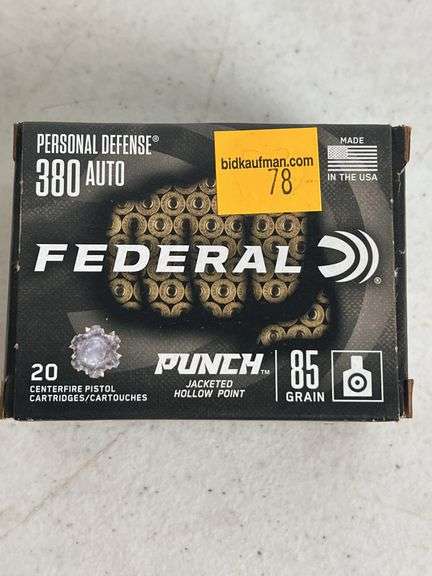 PERSONAL DEFENSE®
380 AUTO
bidkaufman.com
78
MADE
IN THE USA
FEDERAL®
20
CENTERFIRE PISTOL
CARTRIDGES/CARTOUCHES
PUNCH™
JACKETED
HOLLOW POINT
85
GRAIN